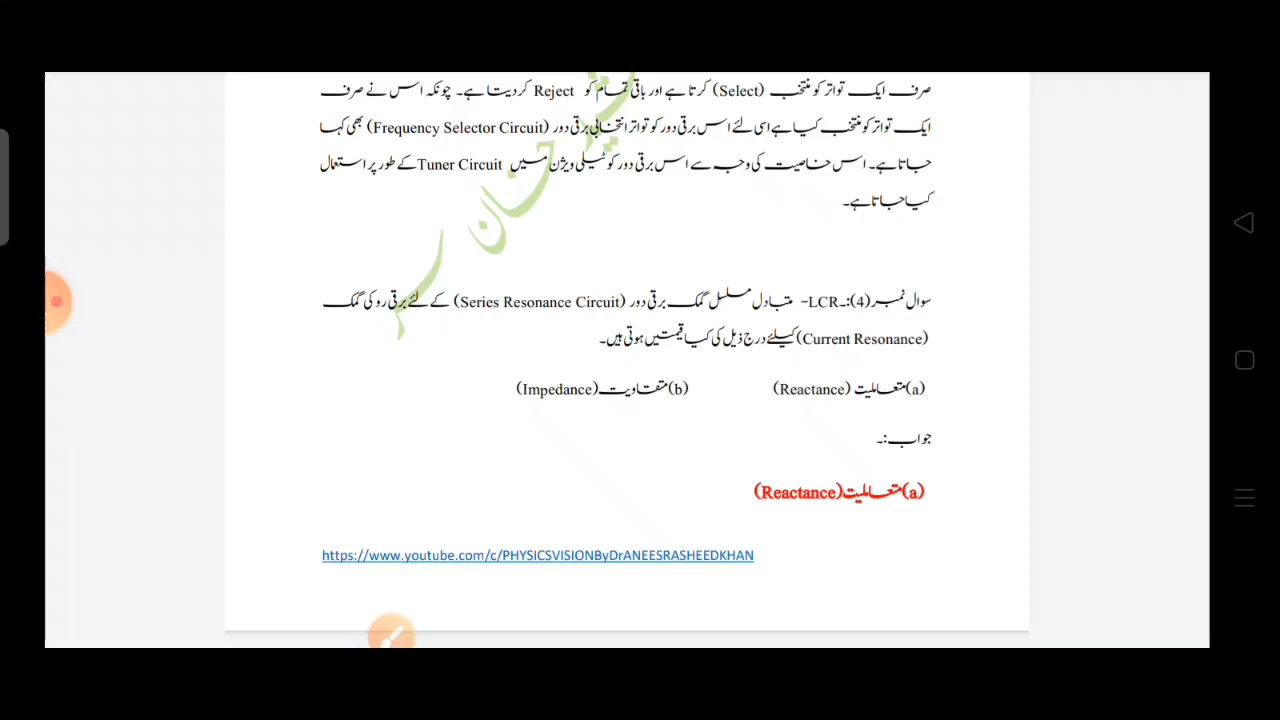 صرف ایک تواتر کو منتخب (Select) کرتا ہے اور باقی تمام کو Reject کر دیتا ہے۔ چونکہ اس نے صرف
ایک تواتر کو منتخب کیا ہے اسی لئے اس برقی دور کو تواتر انتخابی برقی دور (Frequency Selector Circuit) بھی کہا
جاتا ہے۔ اس خاصیت کی وجہ سے اس برقی دور کو ٹیلی ویژن میں Tuner Circuit کے طور پر استعمال
کیا جاتا ہے۔
سوال نمبر (4):۔ LCR- متبادل مسلسل گمک برقی دور (Series Resonance Circuit) کے لئے برقی رو کی گمک
(Current Resonance) کیلئے درج ذیل کی کیا قیمتیں ہوتی ہیں۔
(a) متعاملیت (Reactance) (b) متقاویت (Impedance)
جواب:۔
(a) متعاملیت (Reactance)
https://www.youtube.com/c/PHYSICSVISIONByDrANEESRASHEEDKHAN